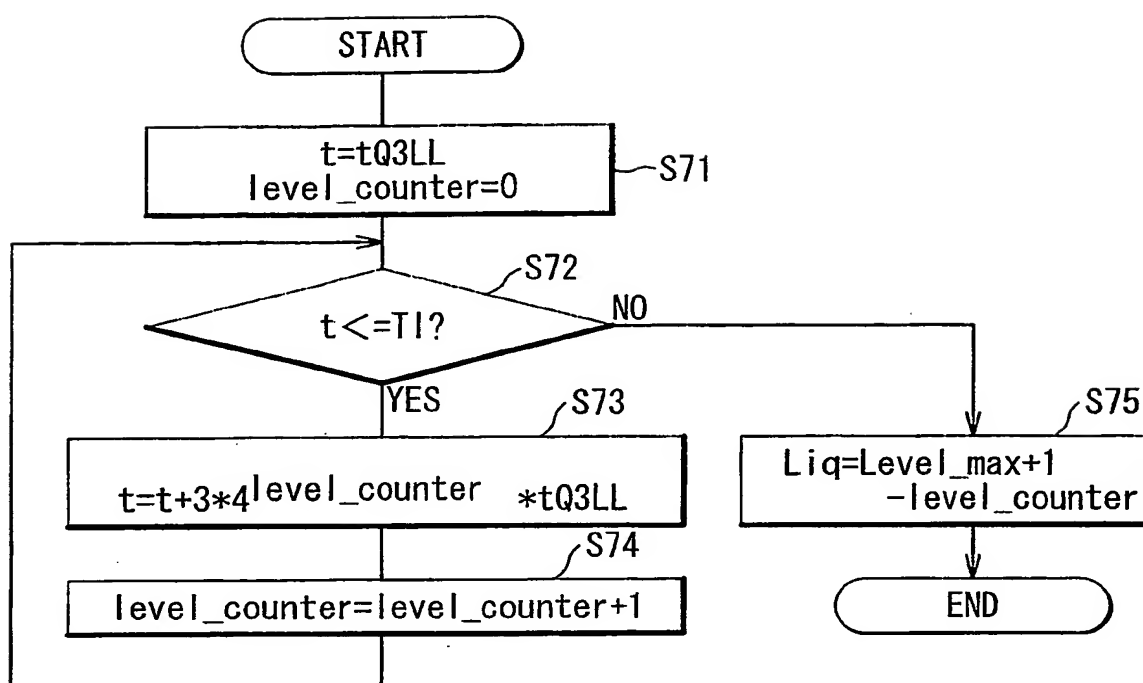 START
t=tQ3LL
level_counter=0
S71
S72
t<=TI?
NO
YES
S73
t=t+3*4level_counter *tQ3LL
S74
level_counter=level_counter+1
S75
Liq=Level_max+1
-level_counter
END